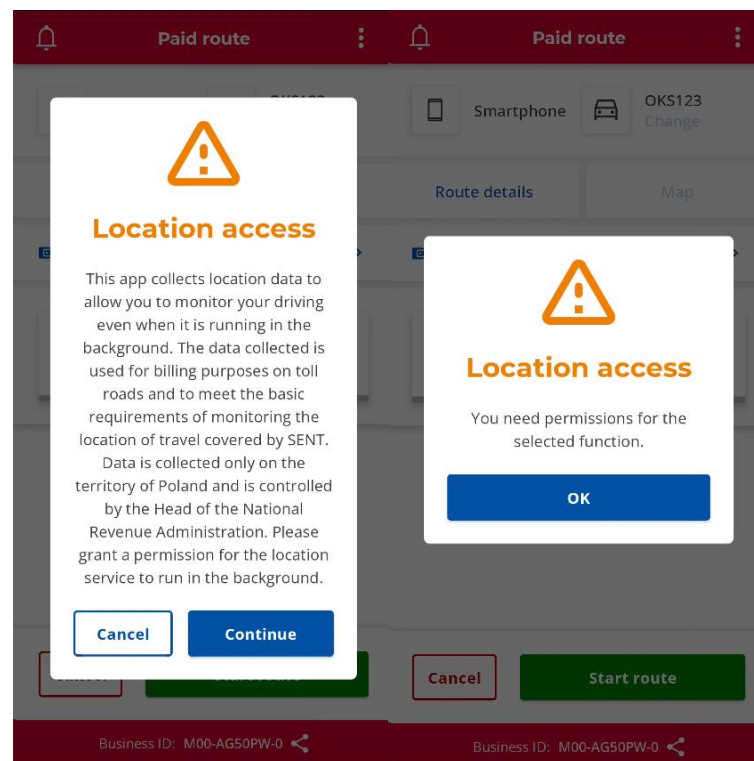 Paid route
OKS123
Location access
This app collects location data to
allow you to monitor your driving
even when it is running in the
background. The data collected is
used for billing purposes on toll
roads and to meet the basic
requirements of monitoring the
location of travel covered by SENT.
Data is collected only on the
territory of Poland and is controlled
by the Head of the National
Revenue Administration. Please
grant a permission for the location
service to run in the background.
Cancel
Continue
Cancel
Start route
Business ID: M00-AG50PW-0
Paid route
Smartphone
OKS123
Change
Route details
Map
Location access
You need permissions for the
selected function.
OK
Cancel
Start route
Business ID: M00-AG50PW-0